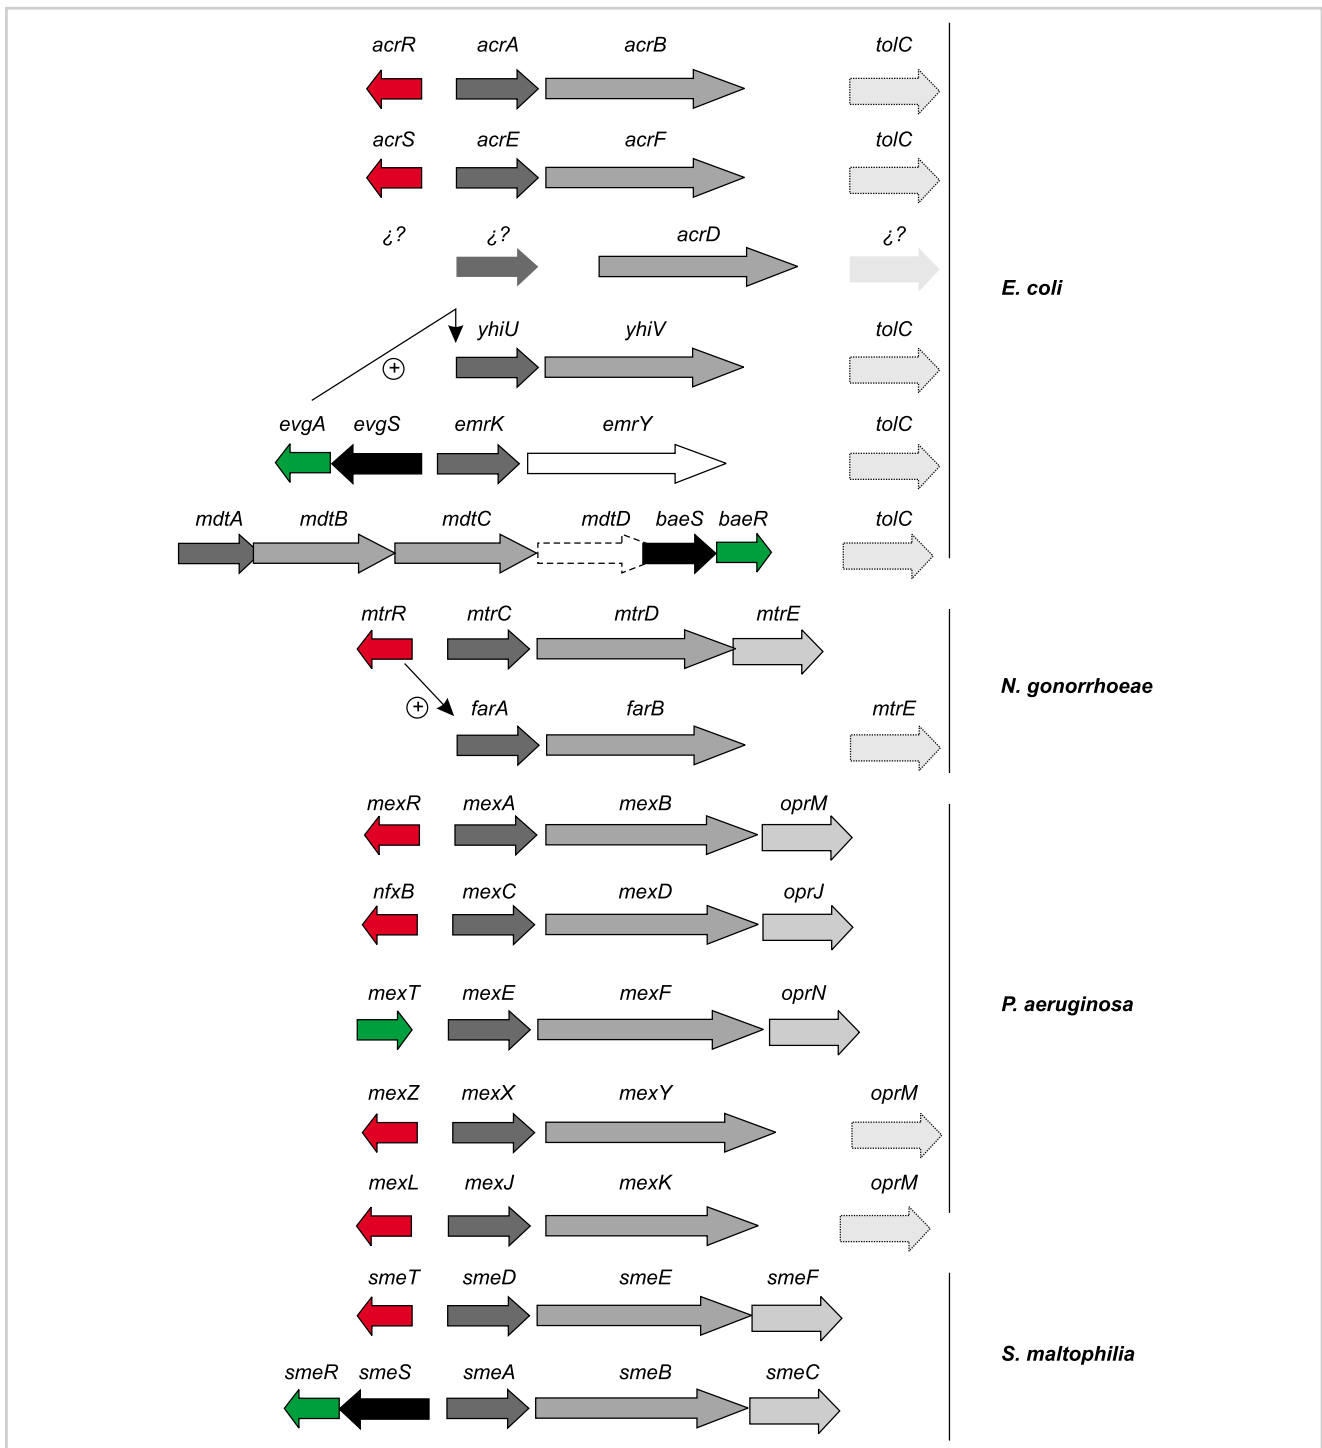 acrR acrA acrB tolC
acrS acrE acrF tolC
¿? ¿? acrD ¿?
E. coli
yhiU yhiV tolC
+
evgA evgS emrK emrY tolC
mdtA mdtB mdtC mdtD baeS baeR tolC
mtrR mtrC mtrD mtrE
N. gonorrhoeae
+ farA farB mtrE
mexR mexA mexB oprM
nfxB mexC mexD oprJ
mexT mexE mexF oprN
P. aeruginosa
mexZ mexX mexY oprM
mexL mexJ mexK oprM
smeT smeD smeE smeF
S. maltophilia
smeR smeS smeA smeB smeC